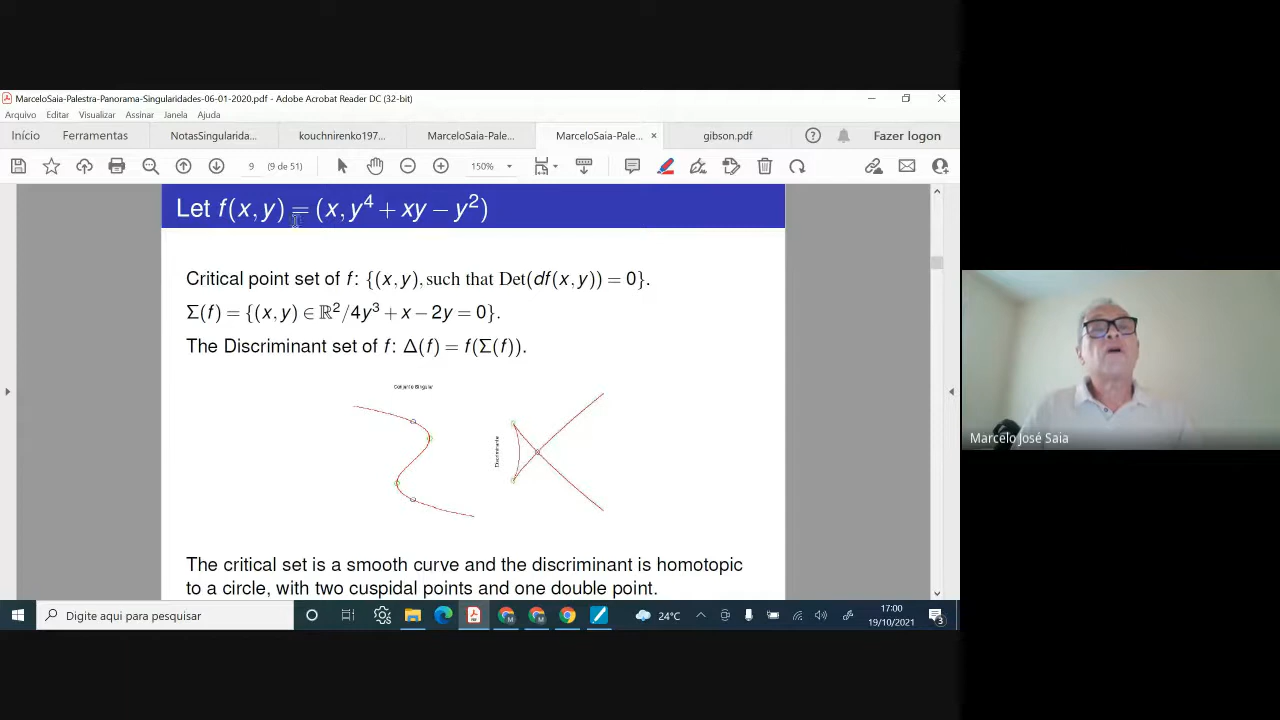 MarceloSaia-Palestra-Panorama-Singularidades-06-01-2020.pdf - Adobe Acrobat Reader DC (32-bit)
Arquivo Editar Visualizar Assinar Janela Ajuda
Início Ferramentas NotasSingularida... kouchnirenko197... MarceloSaia-Pale... MarceloSaia-Pale... × gibson.pdf Fazer logon
9 (9 de 51) 150%
Let f(x, y) = (x, y⁴ + xy − y²)
Critical point set of f: {(x, y), such that Det(df(x, y)) = 0}.
Σ(f) = {(x, y) ∈ ℝ²/4y³ + x − 2y = 0}.
The Discriminant set of f: Δ(f) = f(Σ(f)).
Conjunto Singular
Discriminante
The critical set is a smooth curve and the discriminant is homotopic
to a circle, with two cuspidal points and one double point.
Marcelo José Saia
Digite aqui para pesquisar
24°C
17:00
19/10/2021
3